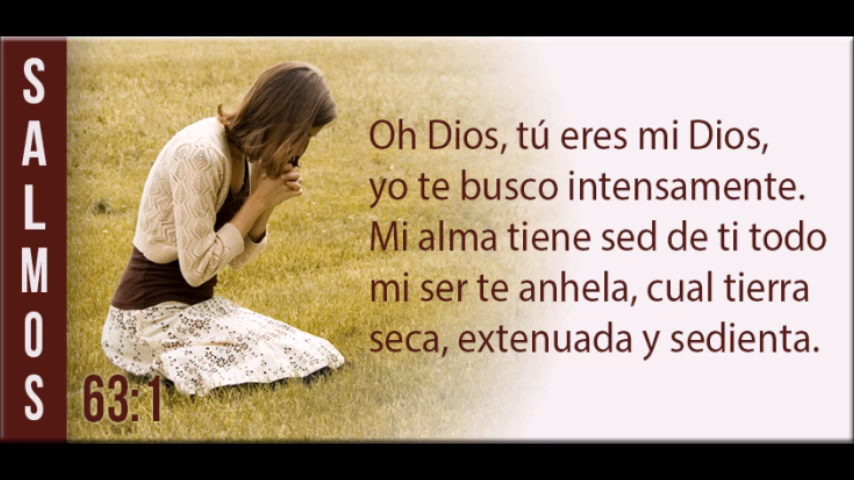 SALMOS
63:1
Oh Dios, tú eres mi Dios,
yo te busco intensamente.
Mi alma tiene sed de ti todo
mi ser te anhela, cual tierra
seca, extenuada y sedienta.